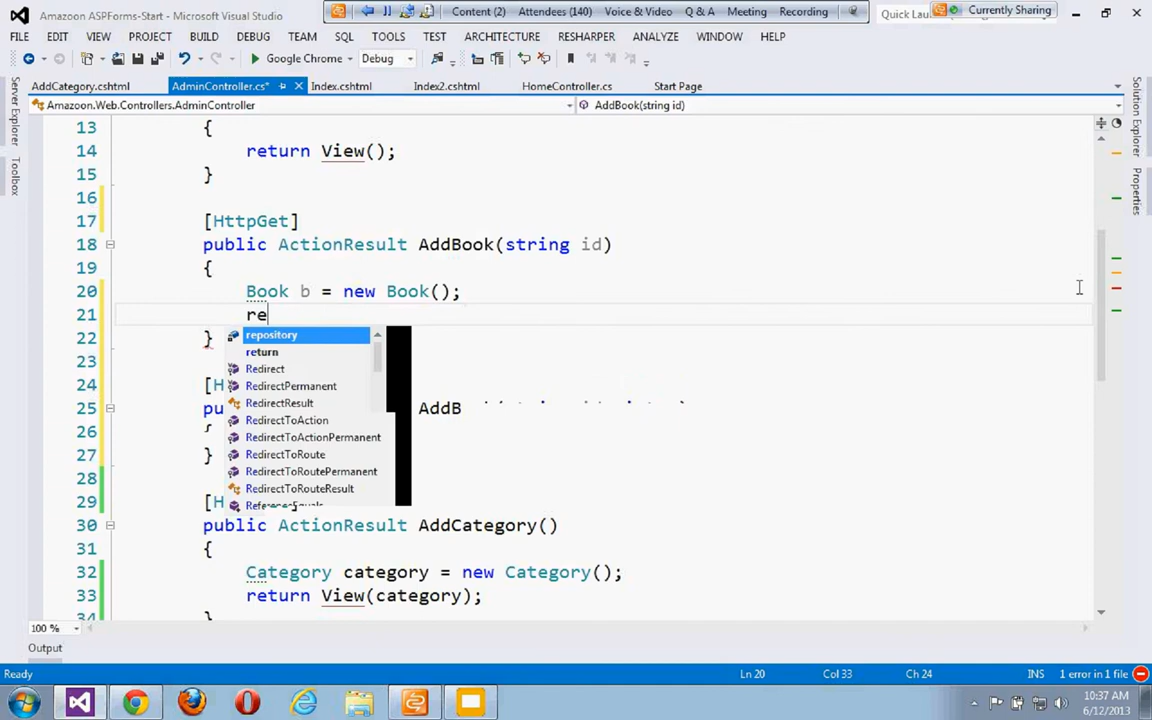 Amazoon ASPForms-Start - Microsoft Visual Studio
Content (2) Attendees (140) Voice & Video Q & A Meeting Recording
Quick Lau
Currently Sharing
FILE EDIT VIEW PROJECT BUILD DEBUG TEAM SQL TOOLS TEST ARCHITECTURE RESHARPER ANALYZE WINDOW HELP
Google Chrome Debug
AddCategory.cshtml AdminController.cs* Index.cshtml Index2.cshtml HomeController.cs Start Page
Amazoon.Web.Controllers.AdminController AddBook(string id)
Server Explorer
Toolbox
Solution Explorer
Properties
13 {
14 return View();
15 }
16
17 [HttpGet]
18 public ActionResult AddBook(string id)
19 {
20 Book b = new Book();
21 re
22 }
23
24 [H
25 pu AddB
26 {
27 }
28
29 [H
30 public ActionResult AddCategory()
31 {
32 Category category = new Category();
33 return View(category);
34 }
repository
return
Redirect
RedirectPermanent
RedirectResult
RedirectToAction
RedirectToActionPermanent
RedirectToRoute
RedirectToRoutePermanent
RedirectToRouteResult
ReferenceEquals
100 %
Output
Ready Ln 20 Col 33 Ch 24 INS 1 error in 1 file
10:37 AM
6/12/2013